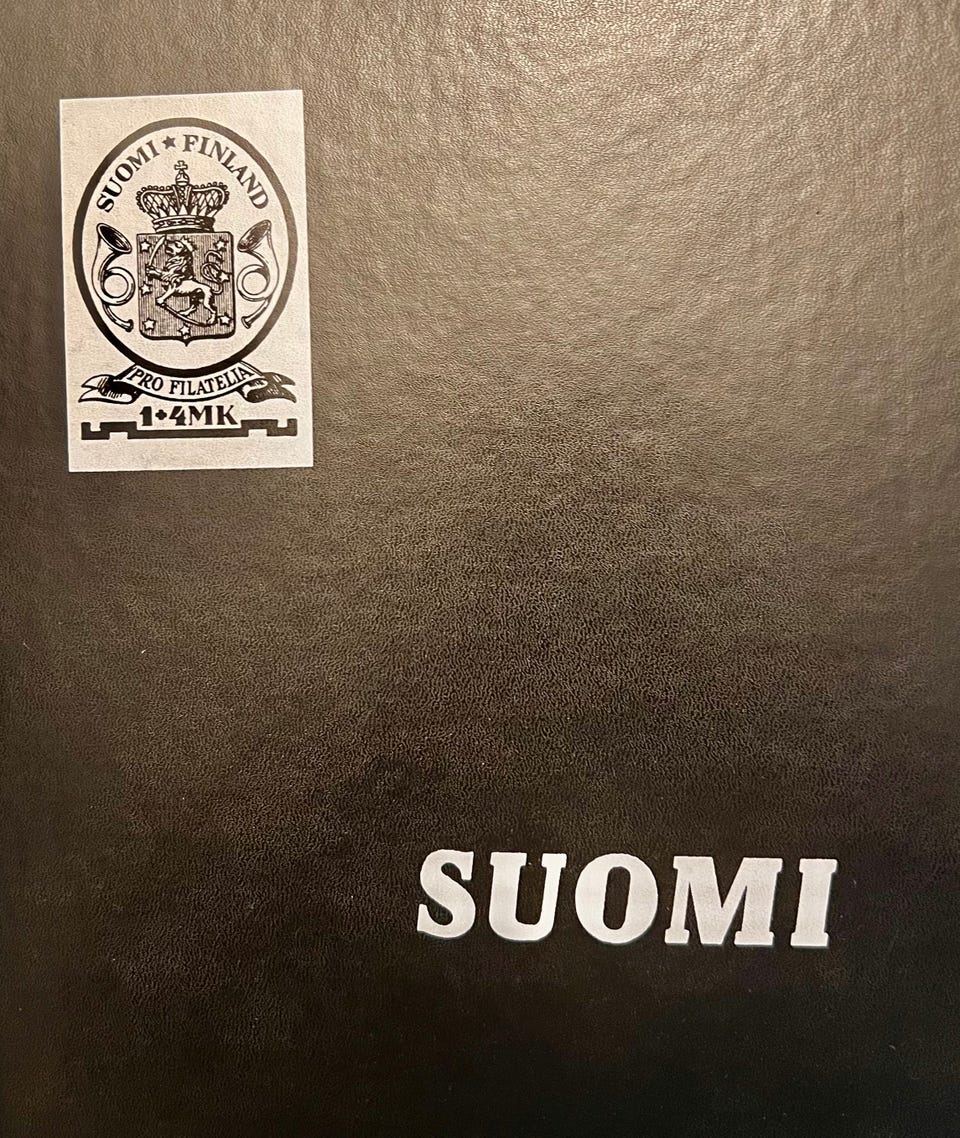 SUOMI ★ FINLAND
PRO FILATELIA
1+4MK
SUOMI